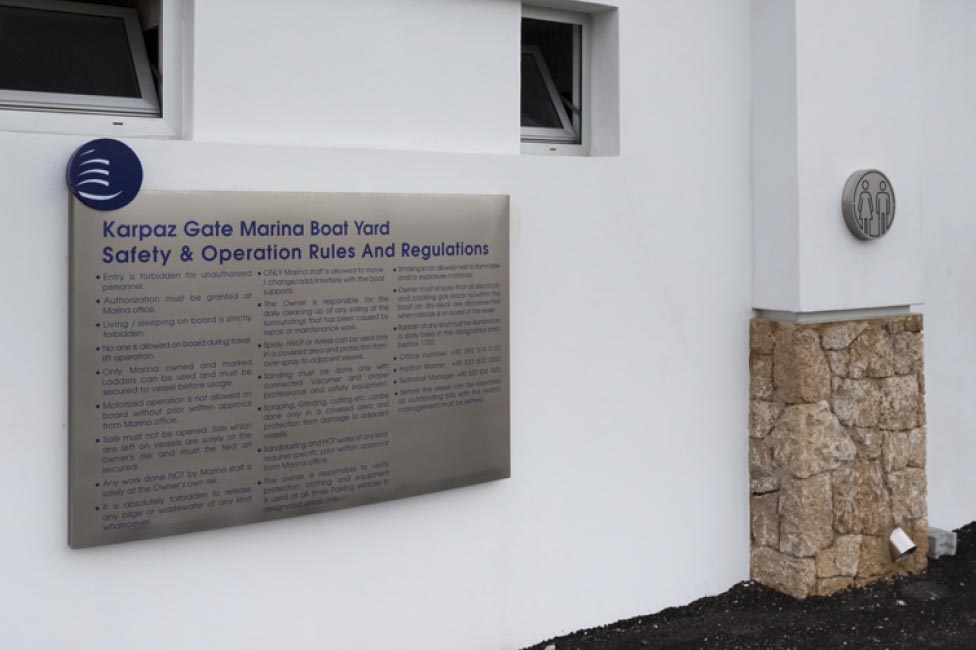 Karpaz Gate Marina Boat Yard
Safety & Operation Rules And Regulations
• Entry is forbidden for unauthorized
personnel.
• Authorization must be granted at
Marina office.
• Living / sleeping on board is strictly
forbidden.
• No one is allowed on board during travel
lift operation.
• Only Marina owned and marked
Ladders can be used and must be
secured to vessel before usage.
• Motorized operation is not allowed on
board without prior written approval
from Marina office.
• Sails must not be opened. Sails which
are left on vessels are solely at the
owner's risk and must be tied an
secured.
• Any work done NOT by Marina staff is
solely at the Owner's own risk.
• It is absolutely forbidden to release
any bilge or wastewater of any kind
whatsoever.
• ONLY Marina staff is allowed to move
/ change/add/interfere with the boat
supports.
• The Owner is responsible for the
daily cleaning up of any soiling of the
surroundings that has been caused by
repair or maintenance work.
• Spray, HVLP or Airless can be used only
in a covered area and protection from
over spray to adjacent vessels.
• Sanding must be done only with
connected Vacumer and proper
professional and safety equipment.
• Scraping, Grinding, cutting etc. canbe
done only in a covered area and
protection from damage to adjacent
vessels.
• Sandblasting and HOT works of any kind
requires specific prior written approval
from Marina office.
• The owner is responsible to verify
protection, clothing and equipment
is used at all times Parking vehicles in
designated areas only.
• Smoking is not allowed next to flammable
and/or explosives materials.
• Owner must ensure that all electricity
and cooking gas leads to/within the
boat on dry-deck are disconnected
when nobody is on board of the vessel.
• Rubbish of any kind must be dumped on
a daily basis in the designated area,
before 1700.
• Office number:
• Harbor Master:
• Technical Manager:
• Before the vessel can be launched
all outstanding bills with the marina
management must be settled.